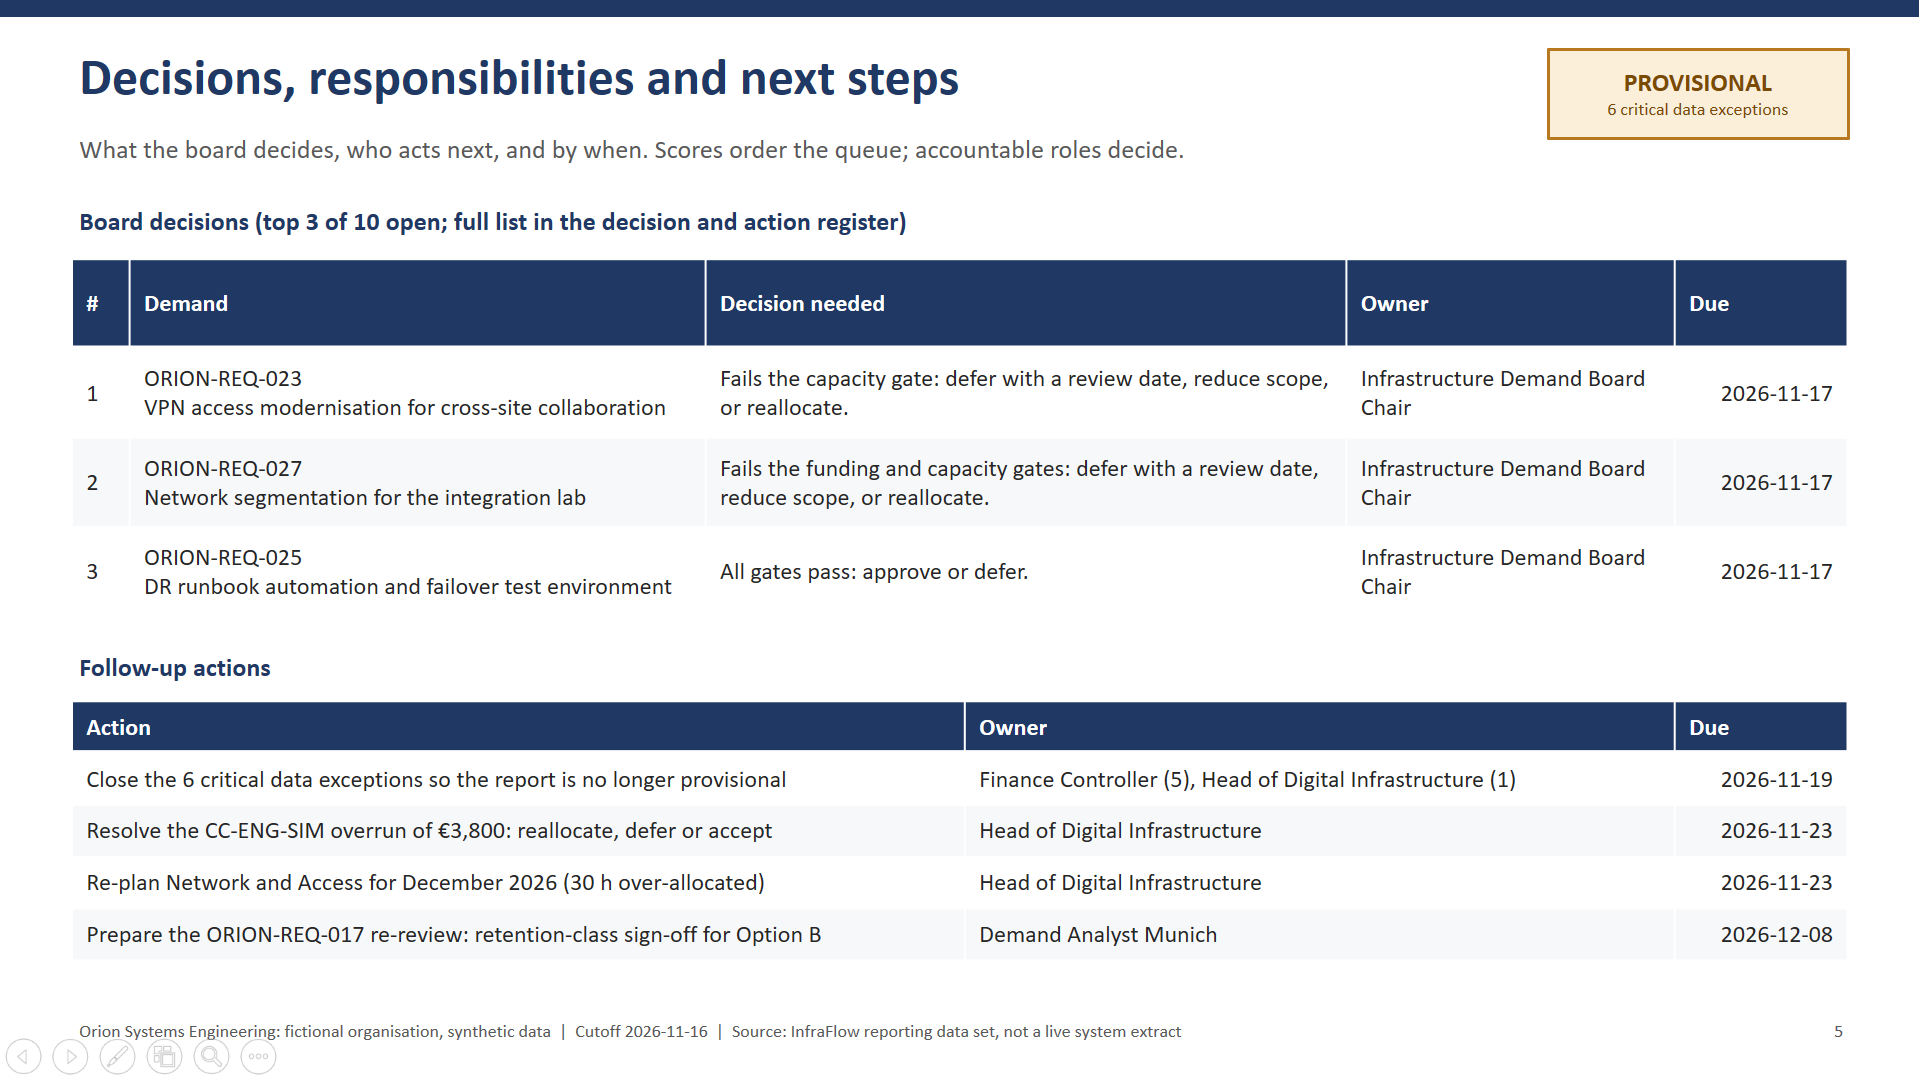 Decisions, responsibilities and next steps
PROVISIONAL
6 critical data exceptions
What the board decides, who acts next, and by when. Scores order the queue; accountable roles decide.
Board decisions (top 3 of 10 open; full list in the decision and action register)
# Demand Decision needed Owner Due
1
ORION-REQ-023
VPN access modernisation for cross-site collaboration
Fails the capacity gate: defer with a review date, reduce scope,
or reallocate.
Infrastructure Demand Board
Chair
2026-11-17
2
ORION-REQ-027
Network segmentation for the integration lab
Fails the funding and capacity gates: defer with a review date,
reduce scope, or reallocate.
Infrastructure Demand Board
Chair
2026-11-17
3
ORION-REQ-025
DR runbook automation and failover test environment
All gates pass: approve or defer.
Infrastructure Demand Board
Chair
2026-11-17
Follow-up actions
Action Owner Due
Close the 6 critical data exceptions so the report is no longer provisional Finance Controller (5), Head of Digital Infrastructure (1) 2026-11-19
Resolve the CC-ENG-SIM overrun of €3,800: reallocate, defer or accept Head of Digital Infrastructure 2026-11-23
Re-plan Network and Access for December 2026 (30 h over-allocated) Head of Digital Infrastructure 2026-11-23
Prepare the ORION-REQ-017 re-review: retention-class sign-off for Option B Demand Analyst Munich 2026-12-08
Orion Systems Engineering: fictional organisation, synthetic data | Cutoff 2026-11-16 | Source: InfraFlow reporting data set, not a live system extract 5